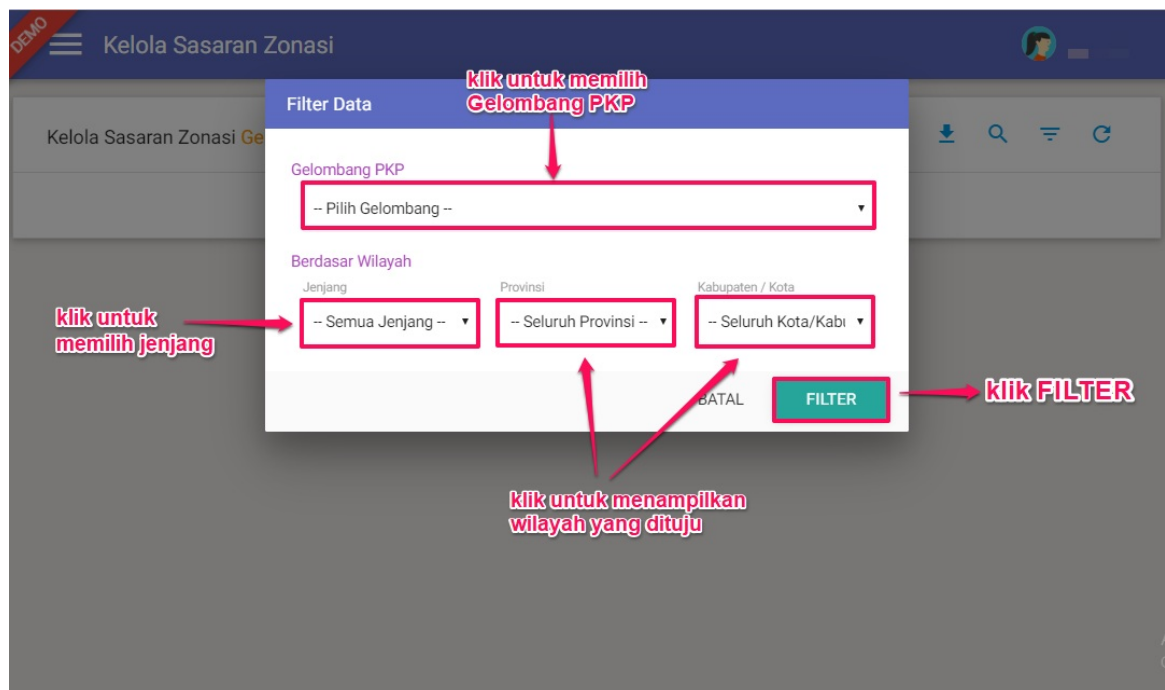 DEMO
Kelola Sasaran Zonasi
klik untuk memilih
Gelombang PKP
Filter Data
Kelola Sasaran Zonasi Ge
Gelombang PKP
-- Pilih Gelombang --
Berdasar Wilayah
Jenjang Provinsi Kabupaten / Kota
-- Semua Jenjang -- -- Seluruh Provinsi -- -- Seluruh Kota/Kabu
klik untuk
memilih jenjang
BATAL FILTER
klik FILTER
klik untuk menampilkan
wilayah yang dituju